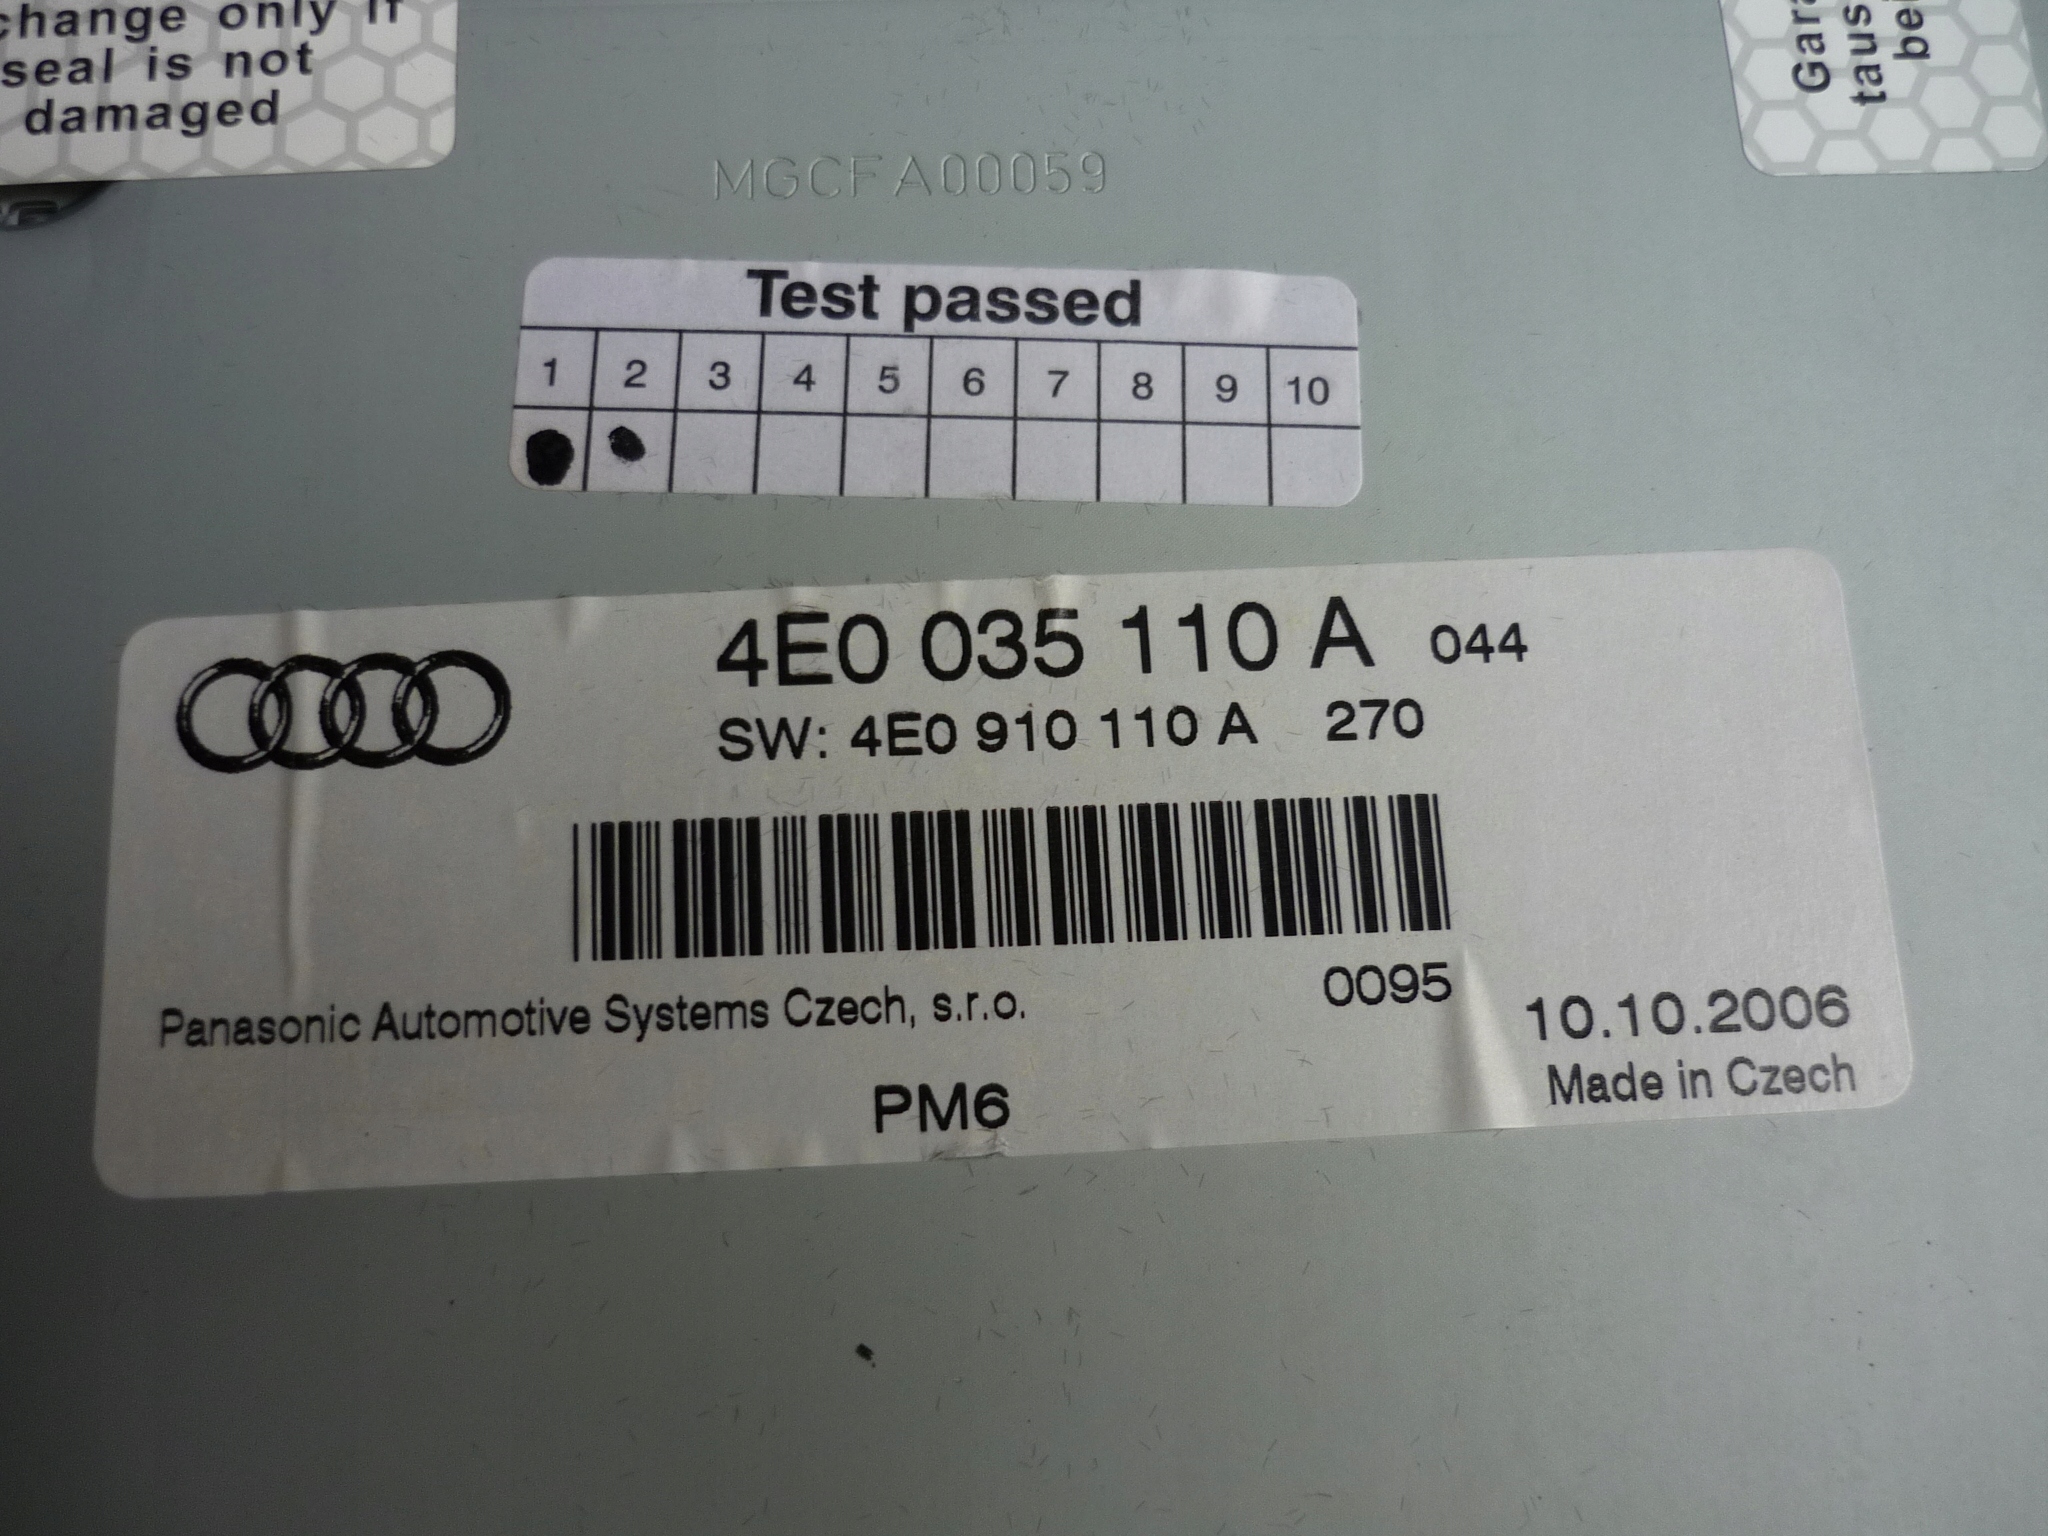 change only if
seal is not
damaged
MGCFA00059
Test passed
1 2 3 4 5 6 7 8 9 10
4E0 035 110 A 044
SW: 4E0 910 110 A 270
0095
Panasonic Automotive Systems Czech, s.r.o.
10.10.2006
Made in Czech
PM6